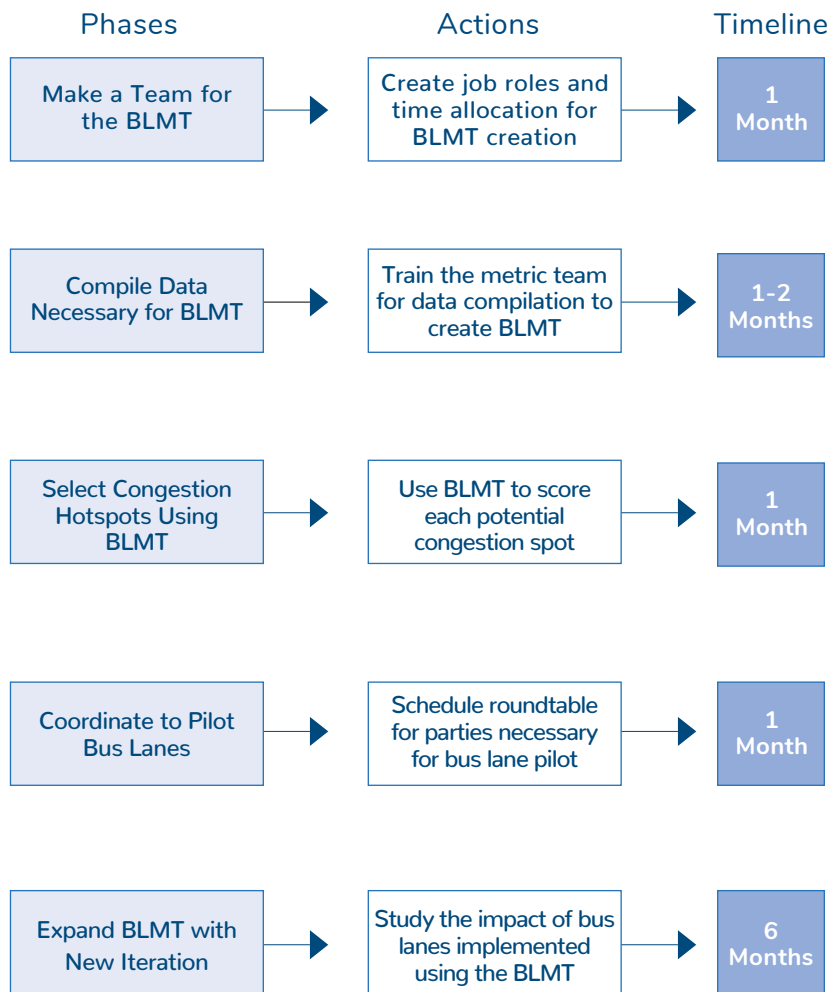 Phases
Actions
Timeline
Make a Team for
the BLMT
Create job roles and
time allocation for
BLMT creation
1
Month
Compile Data
Necessary for BLMT
Train the metric team
for data compilation to
create BLMT
1-2
Months
Select Congestion
Hotspots Using
BLMT
Use BLMT to score
each potential
congestion spot
1
Month
Coordinate to Pilot
Bus Lanes
Schedule roundtable
for parties necessary
for bus lane pilot
1
Month
Expand BLMT with
New Iteration
Study the impact of bus
lanes implemented
using the BLMT
6
Months